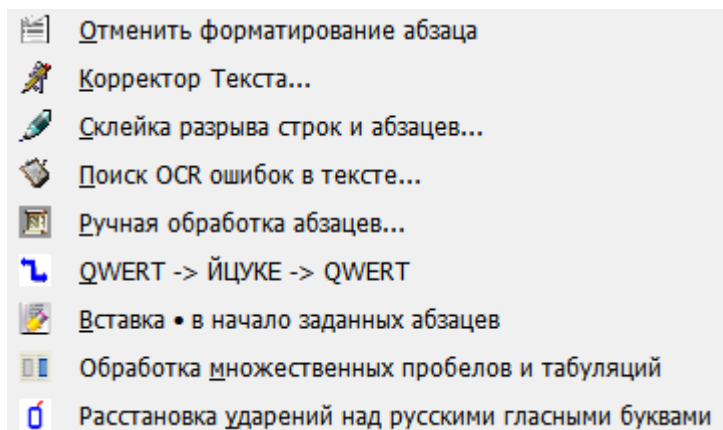 Отменить форматирование абзаца
Корректор Текста...
Склейка разрыва строк и абзацев...
Поиск OCR ошибок в тексте...
Ручная обработка абзацев...
QWERT -> ЙЦУКЕ -> QWERT
Вставка • в начало заданных абзацев
Обработка множественных пробелов и табуляций
Расстановка ударений над русскими гласными буквами